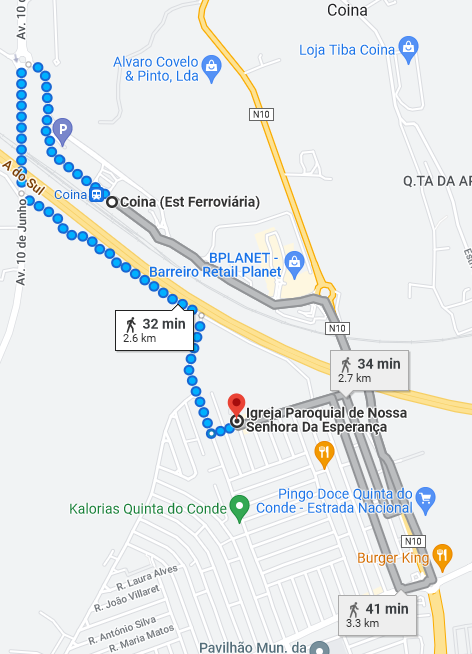 Av. 10 d
Coina
Alvaro Covelo
& Pinto, Lda
Loja Tiba Coina
N10
P
A do Sul
Q.TA DA AR
Coina
Coina (Est Ferroviária)
Av. 10 de Junho
BPLANET -
Barreiro Retail Planet
32 min
2.6 km
N10
34 min
2.7 km
Igreja Paroquial de Nossa
Senhora Da Esperança
Pingo Doce Quinta do
Conde - Estrada Nacional
Kalorias Quinta do Conde
N10
Burger King
R. Laura Alves
R. João Villaret
41 min
3.3 km
R. António Silva
R. Maria Matos
Pavilhão Mun. da